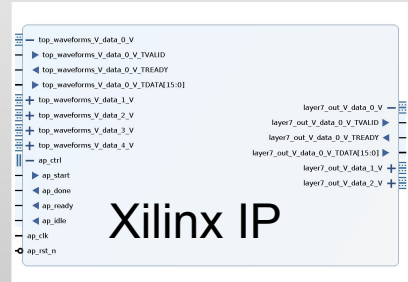 top_waveforms_V_data_0_V
top_waveforms_V_data_0_V_TVALID
top_waveforms_V_data_0_V_TREADY
top_waveforms_V_data_0_V_TDATA[15:0]
top_waveforms_V_data_1_V
top_waveforms_V_data_2_V
top_waveforms_V_data_3_V
top_waveforms_V_data_4_V
ap_ctrl
ap_start
ap_done
ap_ready
ap_idle
ap_clk
ap_rst_n
layer7_out_V_data_0_V
layer7_out_V_data_0_V_TVALID
layer7_out_V_data_0_V_TREADY
layer7_out_V_data_0_V_TDATA[15:0]
layer7_out_V_data_1_V
layer7_out_V_data_2_V
Xilinx IP